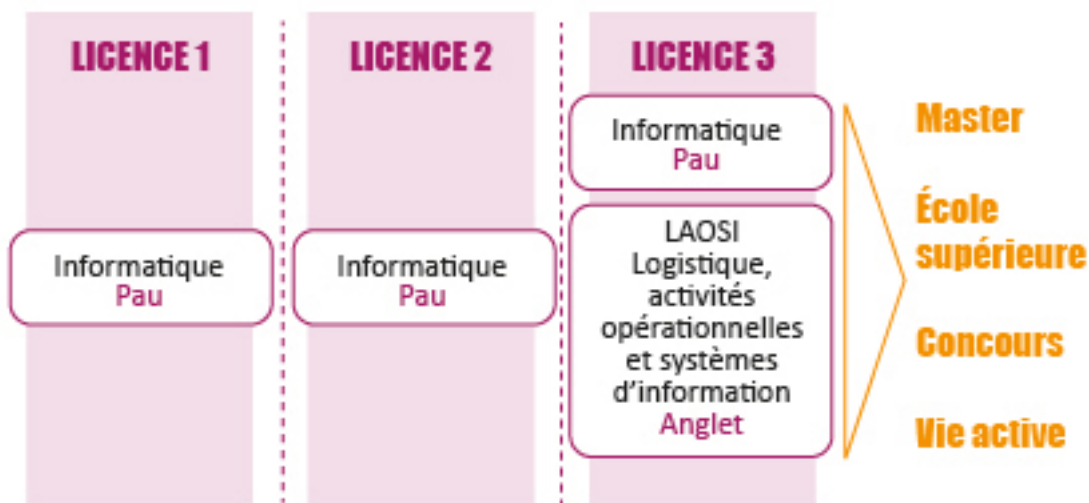 LICENCE 1
Informatique
Pau
LICENCE 2
Informatique
Pau
LICENCE 3
Informatique
Pau
LAOSI
Logistique,
activités
opérationnelles
et systèmes
d'information
Anglet
Master
École
supérieure
Concours
Vie active